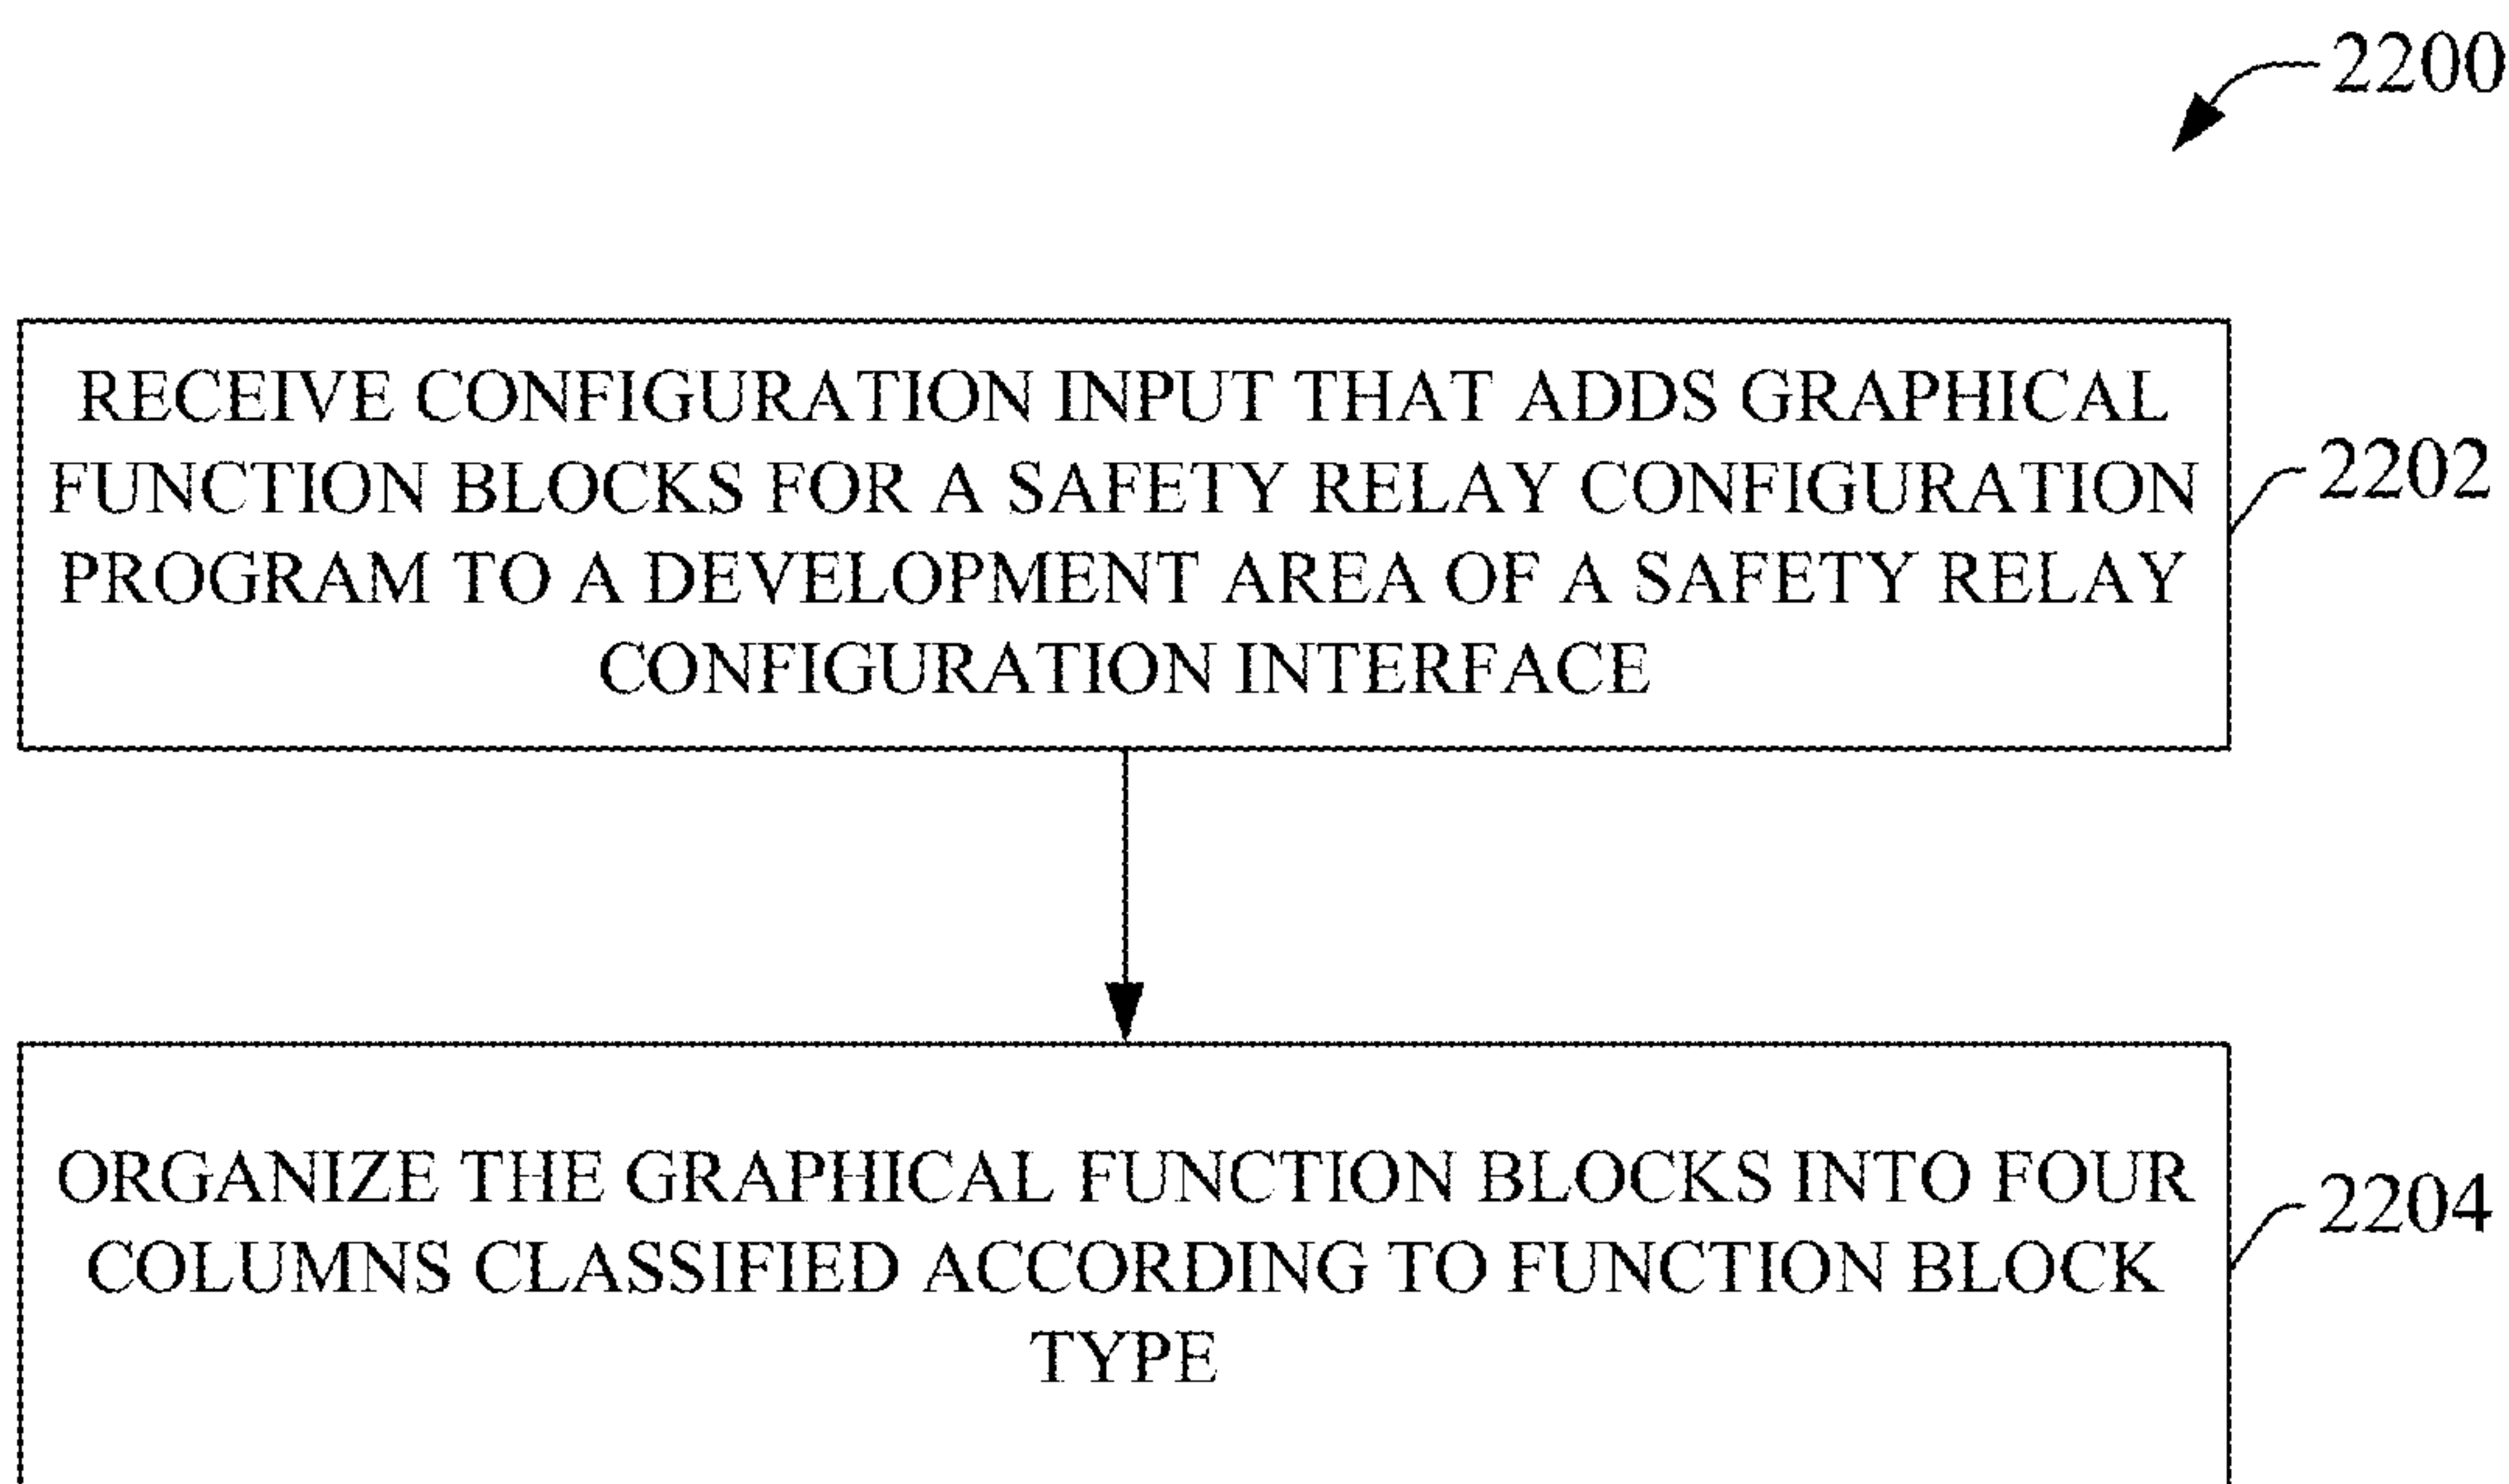 2200
RECEIVE CONFIGURATION INPUT THAT ADDS GRAPHICAL
FUNCTION BLOCKS FOR A SAFETY RELAY CONFIGURATION
PROGRAM TO A DEVELOPMENT AREA OF A SAFETY RELAY
CONFIGURATION INTERFACE
2202
ORGANIZE THE GRAPHICAL FUNCTION BLOCKS INTO FOUR
COLUMNS CLASSIFIED ACCORDING TO FUNCTION BLOCK
TYPE
2204